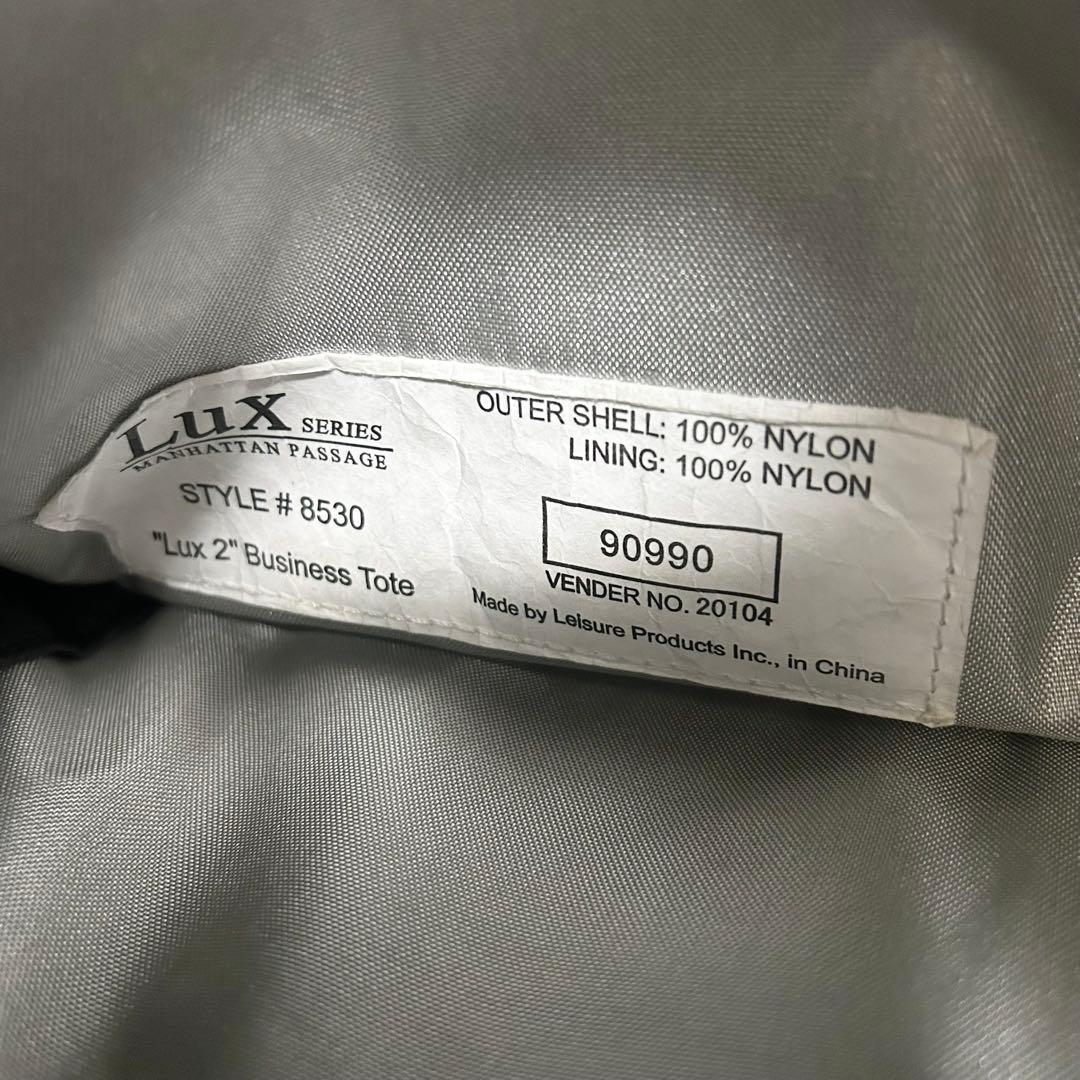 Lux SERIES
MANHATTAN PASSAGE
STYLE # 8530
"Lux 2" Business Tote
OUTER SHELL: 100% NYLON
LINING: 100% NYLON
90990
VENDER NO. 20104
Made by Leisure Products Inc., in China